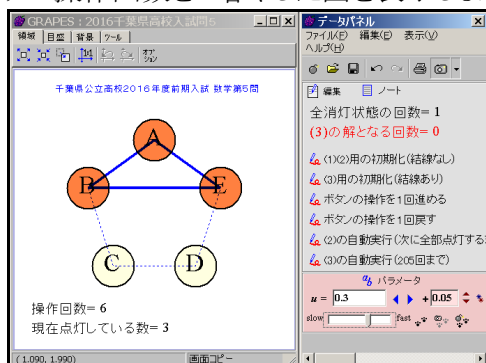 GRAPES : 2016千葉県高校入試問5
領域 目盛 背景 ツール
千葉県公立高校2016年度前期入試 数学第5問
A
B
E
C
D
操作回数= 6
現在点灯している数= 3
(1.090, 1.990)
画面コピー
データパネル
ファイル(F) 編集(E) 表示(V)
ヘルプ(H)
編集 ノート
全消灯状態の回数= 1
(3)の解となる回数= 0
(1)(2)用の初期化(結線なし)
(3)用の初期化(結線あり)
ボタンの操作を1回進める
ボタンの操作を1回戻す
(2)の自動実行(次に全部点灯する
(3)の自動実行(205回まで)
パラメータ
u = 0.3 +0.05
slow fast